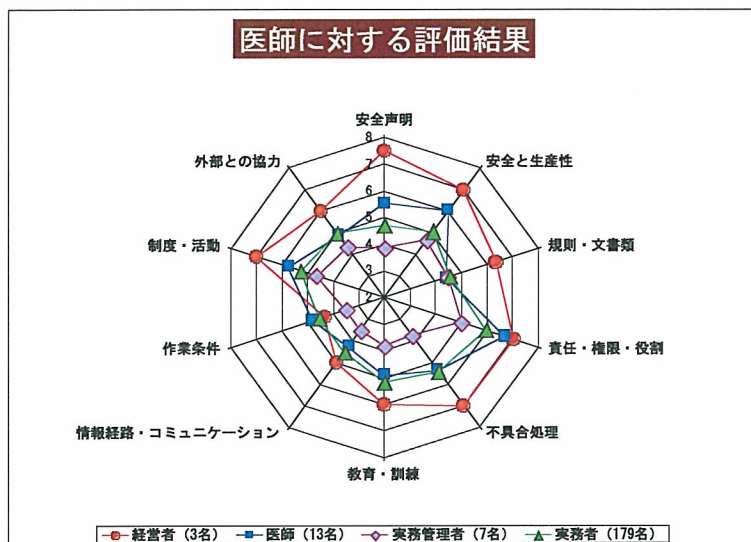 医師に対する評価結果
安全声明
外部との協力
安全と生産性
制度・活動
規則・文書類
作業条件
責任・権限・役割
情報経路・コミュニケーション
不具合処理
教育・訓練
8
7
6
5
4
3
2
経営者（3名） 医師（13名） 実務管理者（7名） 実務者（179名）